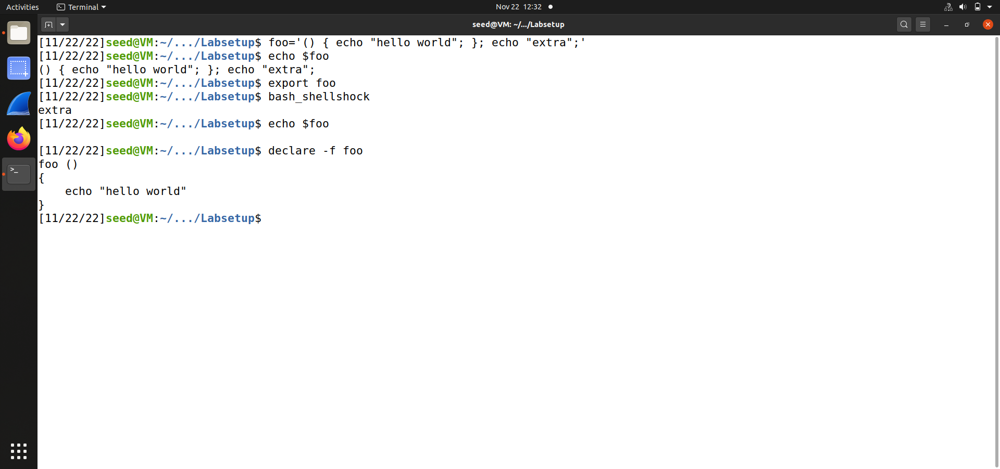 Activities Terminal Nov 22 12:32
seed@VM: ~/.../Labsetup
[11/22/22]seed@VM:~/.../Labsetup$ foo='() { echo "hello world"; }; echo "extra";'
[11/22/22]seed@VM:~/.../Labsetup$ echo $foo
() { echo "hello world"; }; echo "extra";
[11/22/22]seed@VM:~/.../Labsetup$ export foo
[11/22/22]seed@VM:~/.../Labsetup$ bash_shellshock
extra
[11/22/22]seed@VM:~/.../Labsetup$ echo $foo

[11/22/22]seed@VM:~/.../Labsetup$ declare -f foo
foo ()
{
    echo "hello world"
}
[11/22/22]seed@VM:~/.../Labsetup$